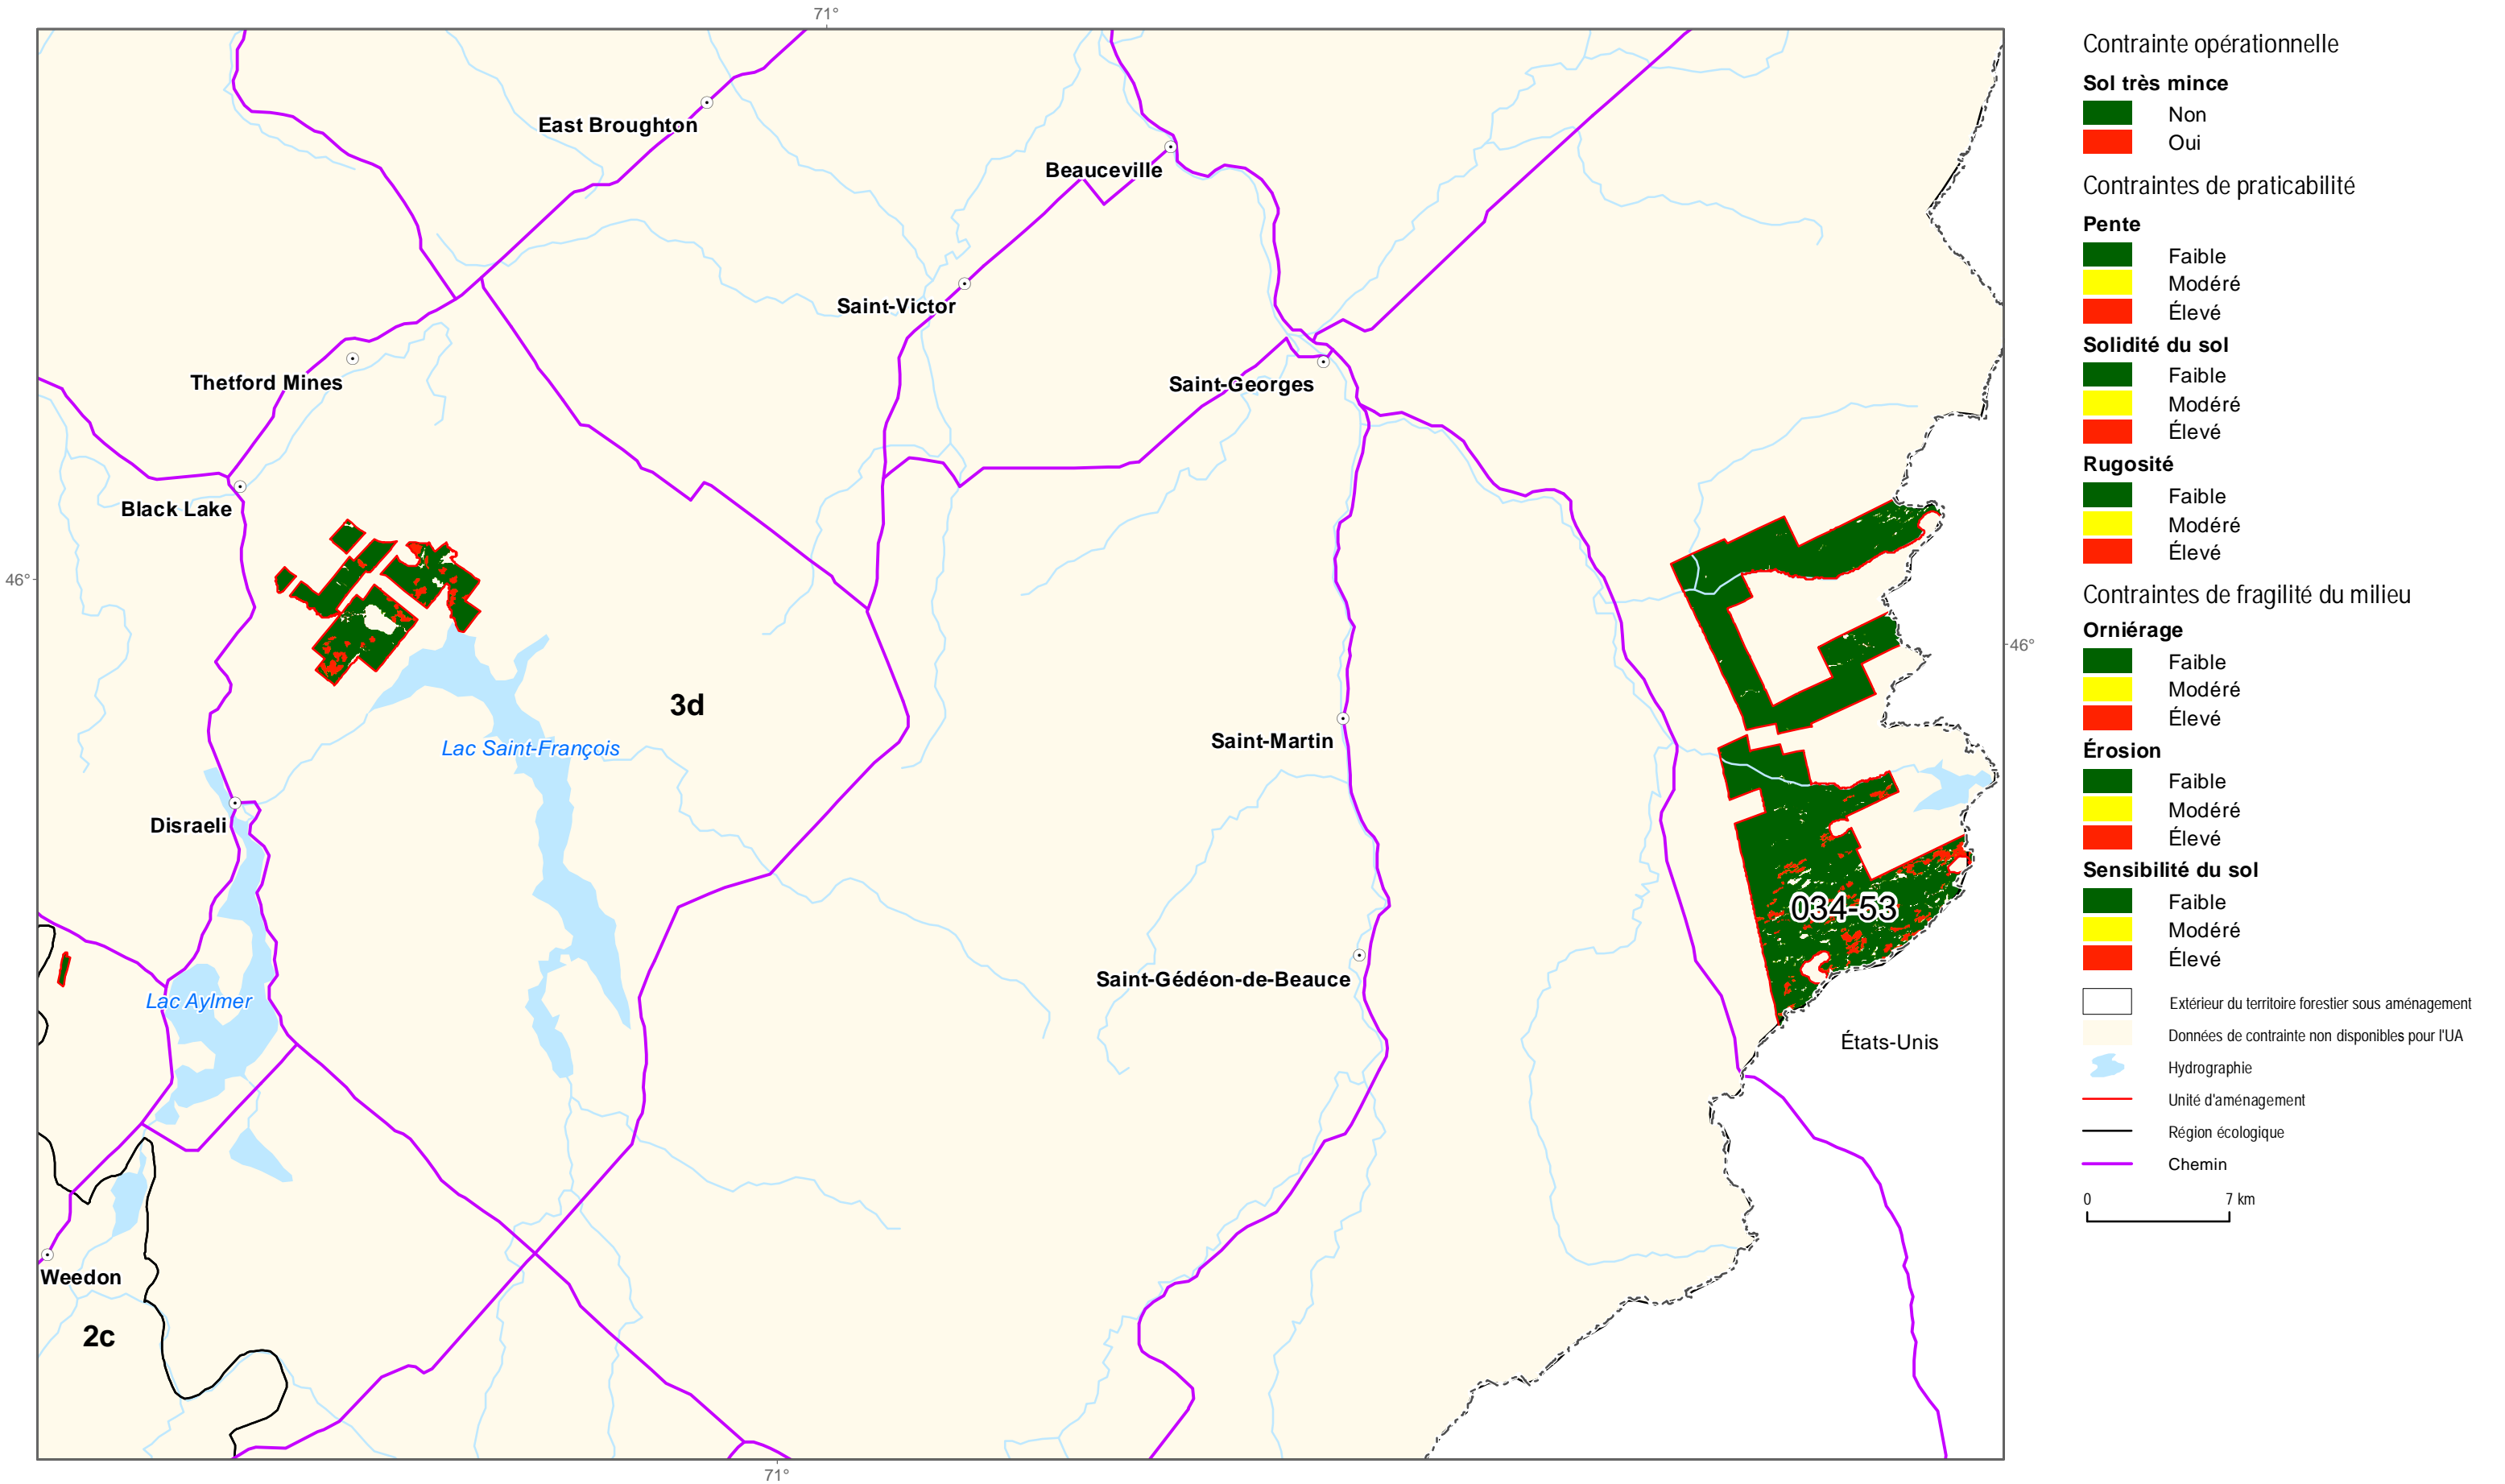 71°
East Broughton
Beauceville
Saint-Victor
Thetford Mines
Saint-Georges
Black Lake
46°
46°
3d
Lac Saint-François
Saint-Martin
Disraeli
034-53
Saint-Gédéon-de-Beauce
Lac Aylmer
États-Unis
Weedon
2c
71°
Contrainte opérationnelle
Sol très mince
Non
Oui
Contraintes de praticabilité
Pente
Faible
Modéré
Élevé
Solidité du sol
Faible
Modéré
Élevé
Rugosité
Faible
Modéré
Élevé
Contraintes de fragilité du milieu
Orniérage
Faible
Modéré
Élevé
Érosion
Faible
Modéré
Élevé
Sensibilité du sol
Faible
Modéré
Élevé
Extérieur du territoire forestier sous aménagement
Données de contrainte non disponibles pour l'UA
Hydrographie
Unité d'aménagement
Région écologique
Chemin
0 7 km